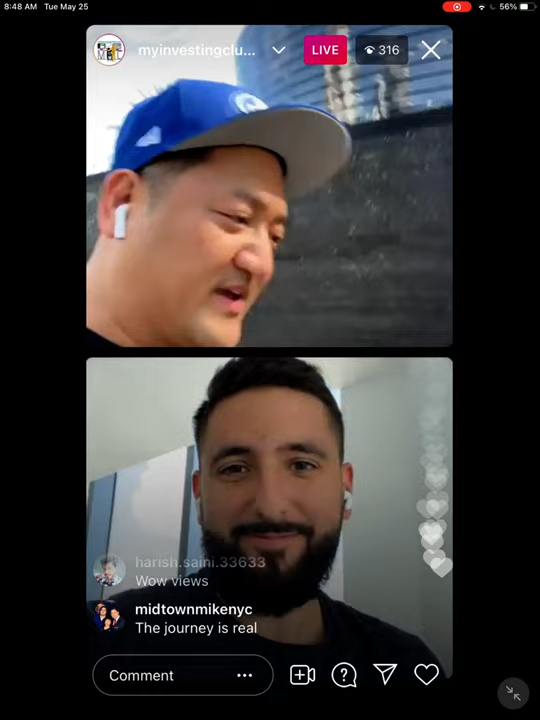 8:48 AM Tue May 25
56%
myinvestingclu...
LIVE
316
harish.saini.33633
Wow views
midtownmikenyc
The journey is real
Comment